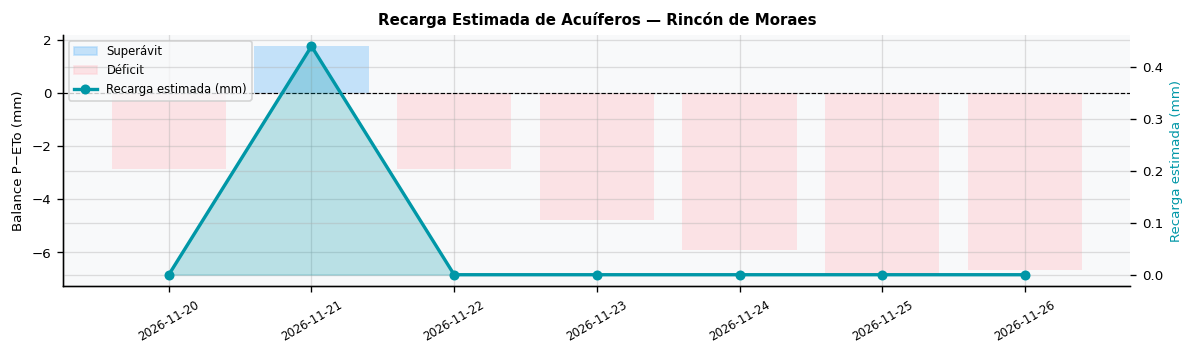 Recarga Estimada de Acuíferos — Rincón de Moraes
Superávit
Déficit
Recarga estimada (mm)
Balance P−ETo (mm)
2
0
−2
−4
−6
0.4
0.3
0.2
0.1
0.0
Recarga estimada (mm)
2026-11-20
2026-11-21
2026-11-22
2026-11-23
2026-11-24
2026-11-25
2026-11-26